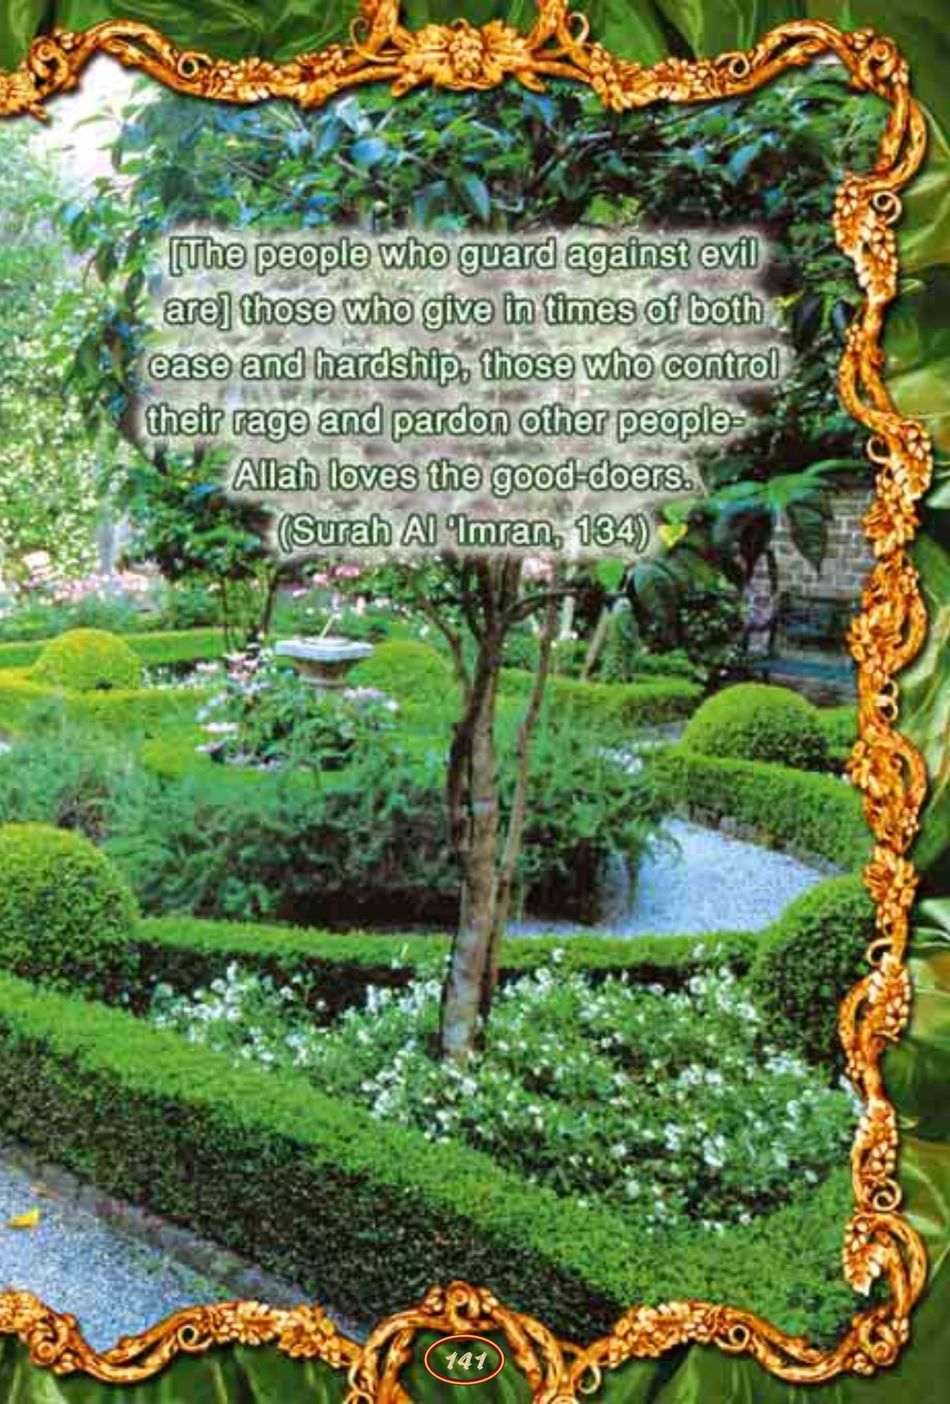 [The people who guard against evil
are] those who give in times of both
ease and hardship, those who control
their rage and pardon other people-
Allah loves the good-doers.
(Surah Al 'Imran, 134)
141